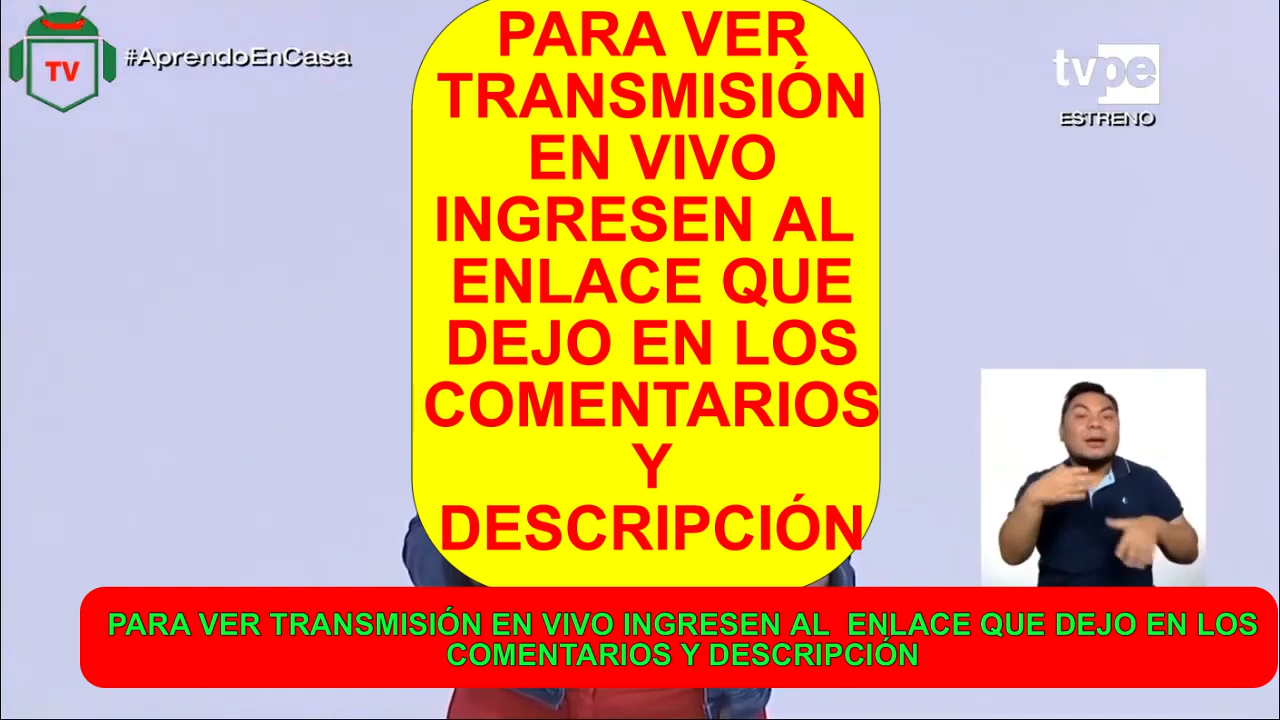 TV
#AprendoEnCasa
tvpe
ESTRENO
PARA VER
TRANSMISIÓN
EN VIVO
INGRESEN AL
ENLACE QUE
DEJO EN LOS
COMENTARIOS
Y
DESCRIPCIÓN
PARA VER TRANSMISIÓN EN VIVO INGRESEN AL ENLACE QUE DEJO EN LOS
COMENTARIOS Y DESCRIPCIÓN